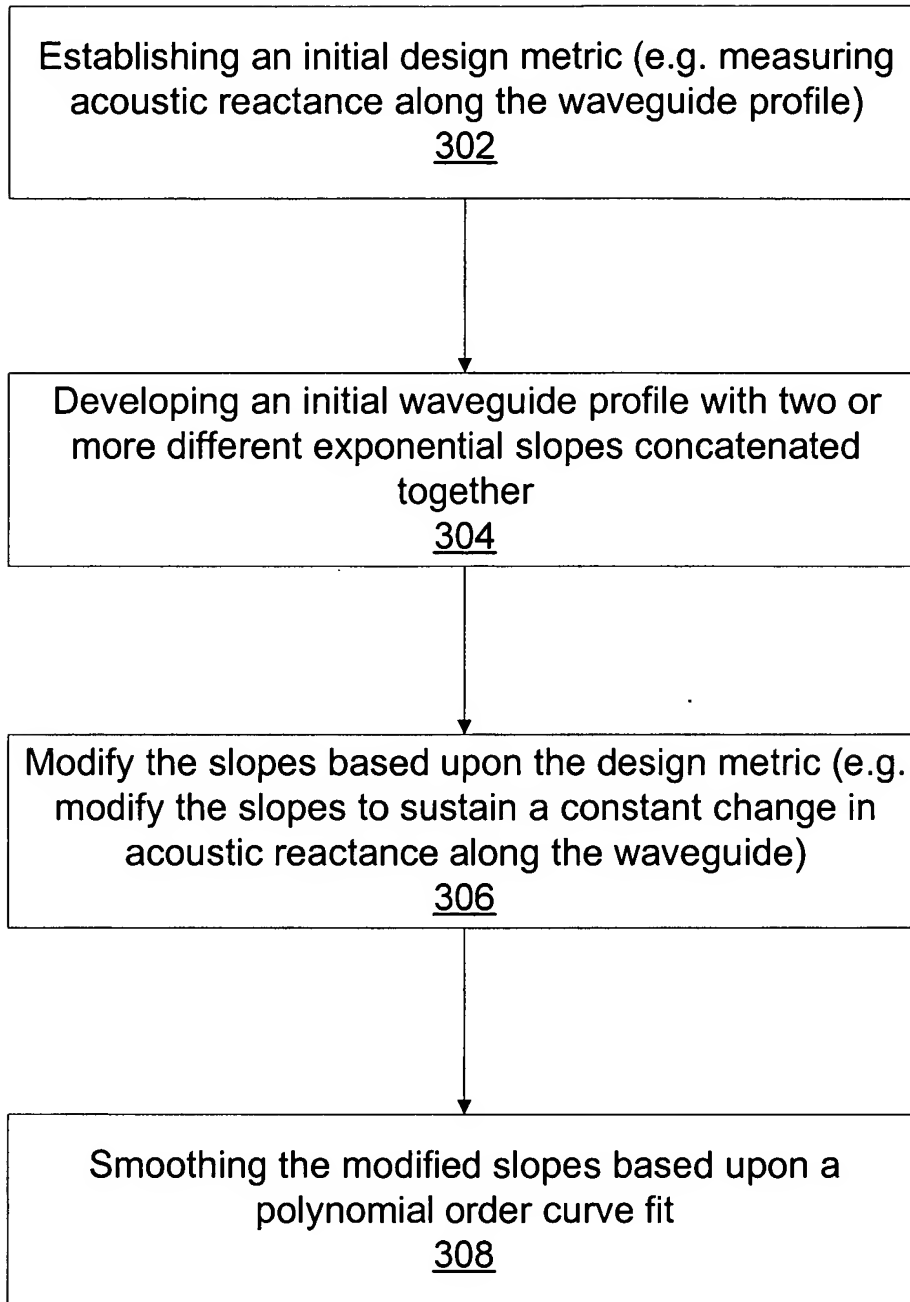 Establishing an initial design metric (e.g. measuring
acoustic reactance along the waveguide profile)
302
Developing an initial waveguide profile with two or
more different exponential slopes concatenated
together
304
Modify the slopes based upon the design metric (e.g.
modify the slopes to sustain a constant change in
acoustic reactance along the waveguide)
306
Smoothing the modified slopes based upon a
polynomial order curve fit
308